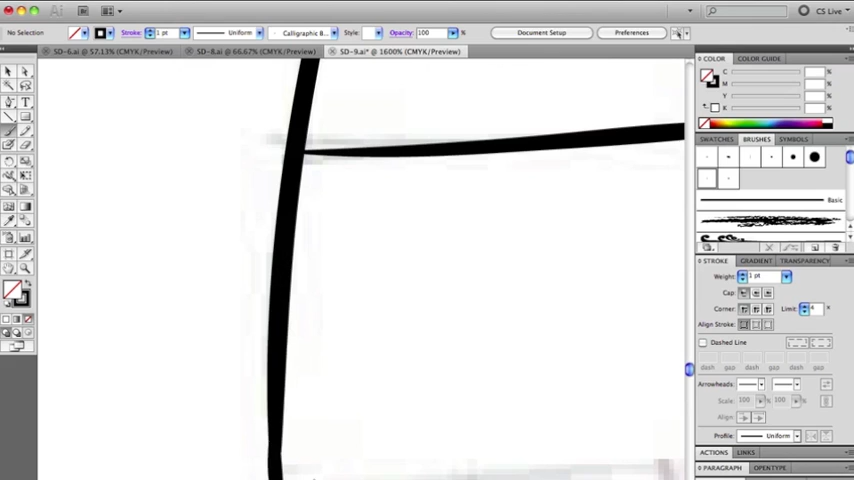 Ai Br CS Live
No Selection Stroke: 1 pt Uniform Calligraphic B... Style: Opacity: 100 % Document Setup Preferences
SD-6.ai @ 57.13% (CMYK/Preview) SD-8.ai @ 66.67% (CMYK/Preview) SD-9.ai* @ 1600% (CMYK/Preview)
COLOR COLOR GUIDE
C %
M %
Y %
K %
SWATCHES BRUSHES SYMBOLS
Basic
STROKE GRADIENT TRANSPARENCY
Weight: 1 pt
Cap:
Corner: Limit: 4 x
Align Stroke:
Dashed Line
dash gap dash gap dash gap
Arrowheads:
Scale: 100 % 100 %
Align:
Profile: Uniform
ACTIONS LINKS
PARAGRAPH OPENTYPE